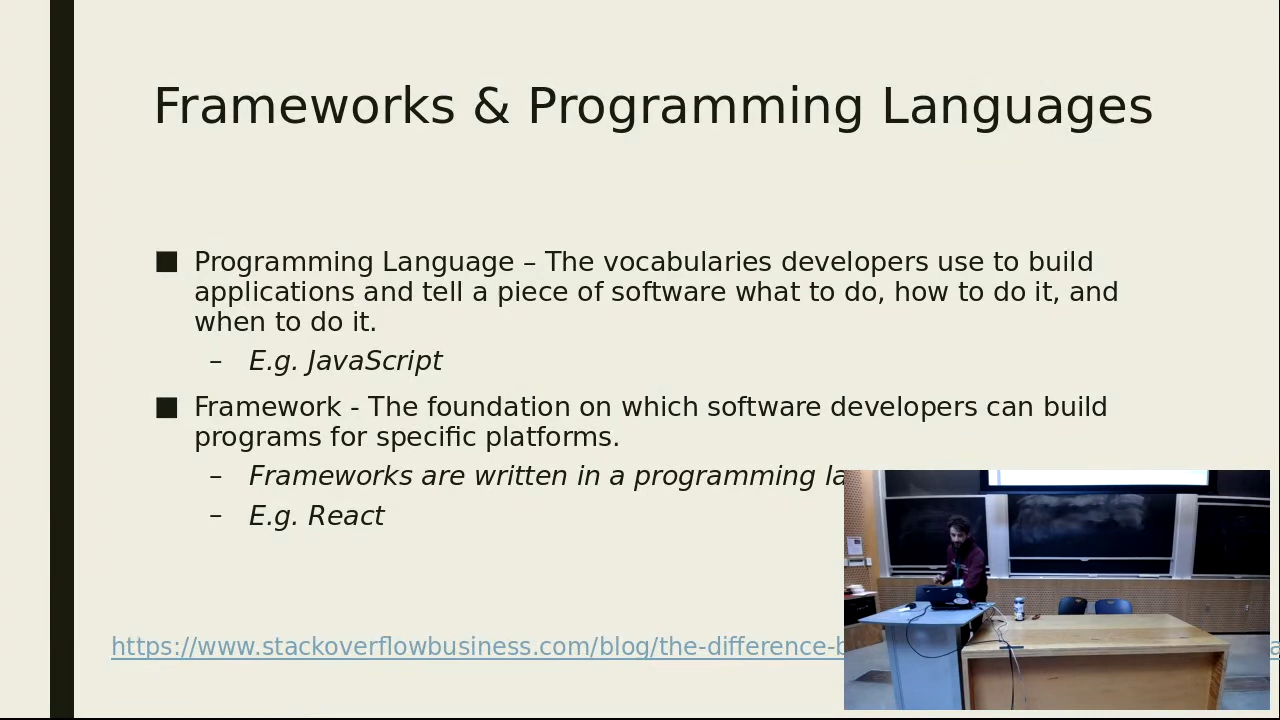 Frameworks & Programming Languages
■ Programming Language – The vocabularies developers use to build
applications and tell a piece of software what to do, how to do it, and
when to do it.
– E.g. JavaScript
■ Framework - The foundation on which software developers can build
programs for specific platforms.
– Frameworks are written in a programming
– E.g. React
https://www.stackoverflowbusiness.com/blog/the-difference-